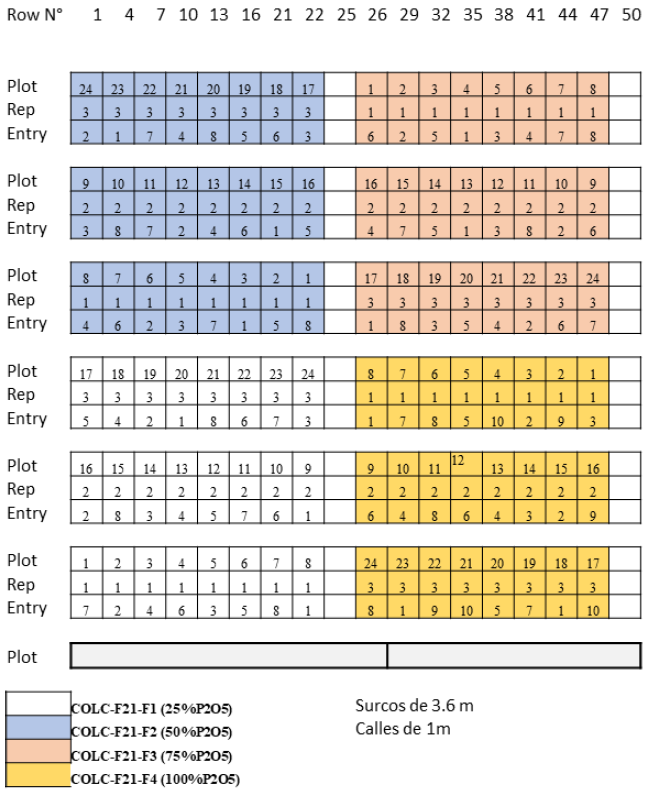 Row N° 1 4 7 10 13 16 19 22 25 26 29 32 35 38 41 44 47 50
Plot 24 23 22 21 20 19 18 17 1 2 3 4 5 6 7 8
Rep 3 3 3 3 3 3 3 3 1 1 1 1 1 1 1 1
Entry 2 1 7 4 8 5 6 3 6 2 5 1 3 4 7 8
Plot 9 10 11 12 13 14 15 16 16 15 14 13 12 11 10 9
Rep 2 2 2 2 2 2 2 2 2 2 2 2 2 2 2 2
Entry 3 8 7 2 4 6 1 5 4 7 5 1 3 8 2 6
Plot 8 7 6 5 4 3 2 1 17 18 19 20 21 22 23 24
Rep 1 1 1 1 1 1 1 1 3 3 3 3 3 3 3 3
Entry 4 6 2 3 7 1 5 8 1 8 3 5 4 2 6 7
Plot 17 18 19 20 21 22 23 24 8 7 6 5 4 3 2 1
Rep 3 3 3 3 3 3 3 3 1 1 1 1 1 1 1 1
Entry 5 4 2 1 8 6 7 3 1 7 8 5 10 2 9 3
Plot 16 15 14 13 12 11 10 9 9 10 11 12 13 14 15 16
Rep 2 2 2 2 2 2 2 2 2 2 2 2 2 2 2 2
Entry 2 8 3 4 5 7 6 1 6 4 8 6 4 3 2 9
Plot 1 2 3 4 5 6 7 8 24 23 22 21 20 19 18 17
Rep 1 1 1 1 1 1 1 1 3 3 3 3 3 3 3 3
Entry 7 2 4 6 3 5 8 1 8 1 9 10 5 7 1 10
Plot
COLC-F21-F1 (25%P2O5)
COLC-F21-F2 (50%P2O5)
COLC-F21-F3 (75%P2O5)
COLC-F21-F4 (100%P2O5)
Surcos de 3.6 m
Calles de 1m